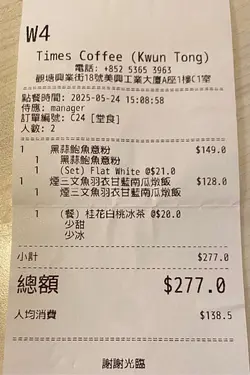 W4
Times Coffee (Kwun Tong)
電話: +852 5365 3963
觀塘興業街18號美興工業大廈A座1樓C1室
點餐時間: 2025-05-24 15:08:58
侍應: manager
訂單編號: C24 [堂食]
人數: 2
1 黑蒜鮑魚意粉 $149.0
1 黑蒜鮑魚意粉
1 (Set) Flat White @$21.0
1 煙三文魚羽衣甘藍南瓜燉飯 $128.0
1 煙三文魚羽衣甘藍南瓜燉飯
1 (餐) 桂花白桃冰茶 @$20.0
少甜
少冰
小計 $277.0
總額 $277.0
人均消費 $138.5
謝謝光臨